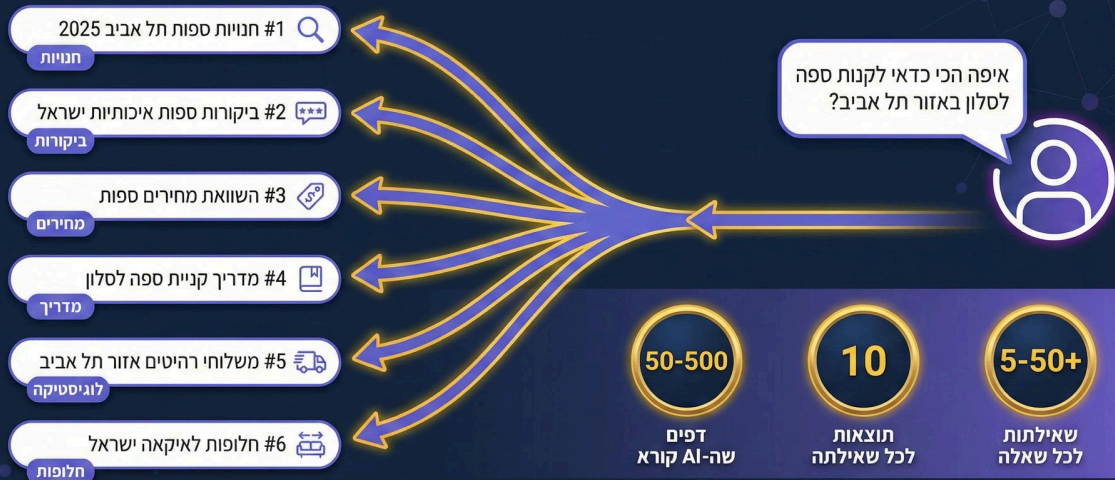 איפה הכי כדאי לקנות ספה
לסלון באזור תל אביב?
#1 חנויות ספות תל אביב 2025
חנויות
#2 ביקורות ספות איכותיות ישראל
ביקורות
#3 השוואת מחירים ספות
מחירים
#4 מדריך קניית ספה לסלון
מדריך
#5 משלוחי רהיטים אזור תל אביב
לוגיסטיקה
#6 חלופות לאיקאה ישראל
חלופות
5-50+
שאילתות
לכל שאלה
10
תוצאות
לכל שאילתה
50-500
דפים
שה-AI קורא